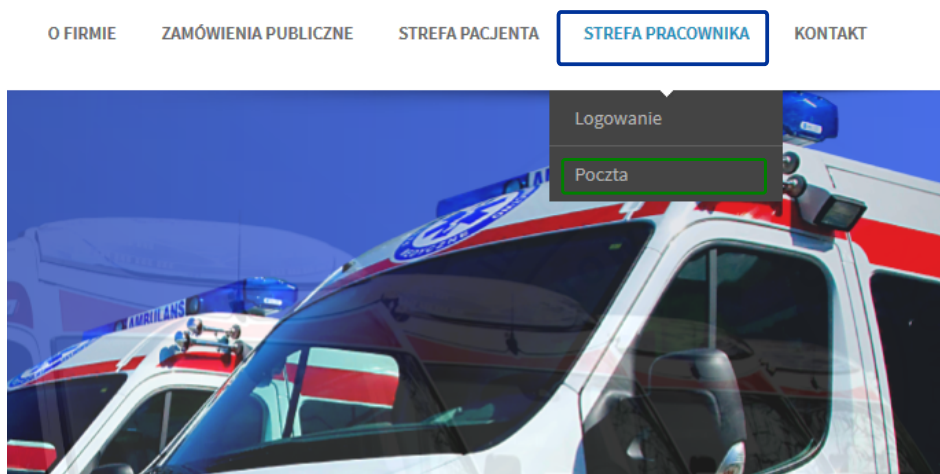 O FIRMIE ZAMÓWIENIA PUBLICZNE STREFA PACJENTA STREFA PRACOWNIKA KONTAKT
Logowanie
Poczta
AMBULANS